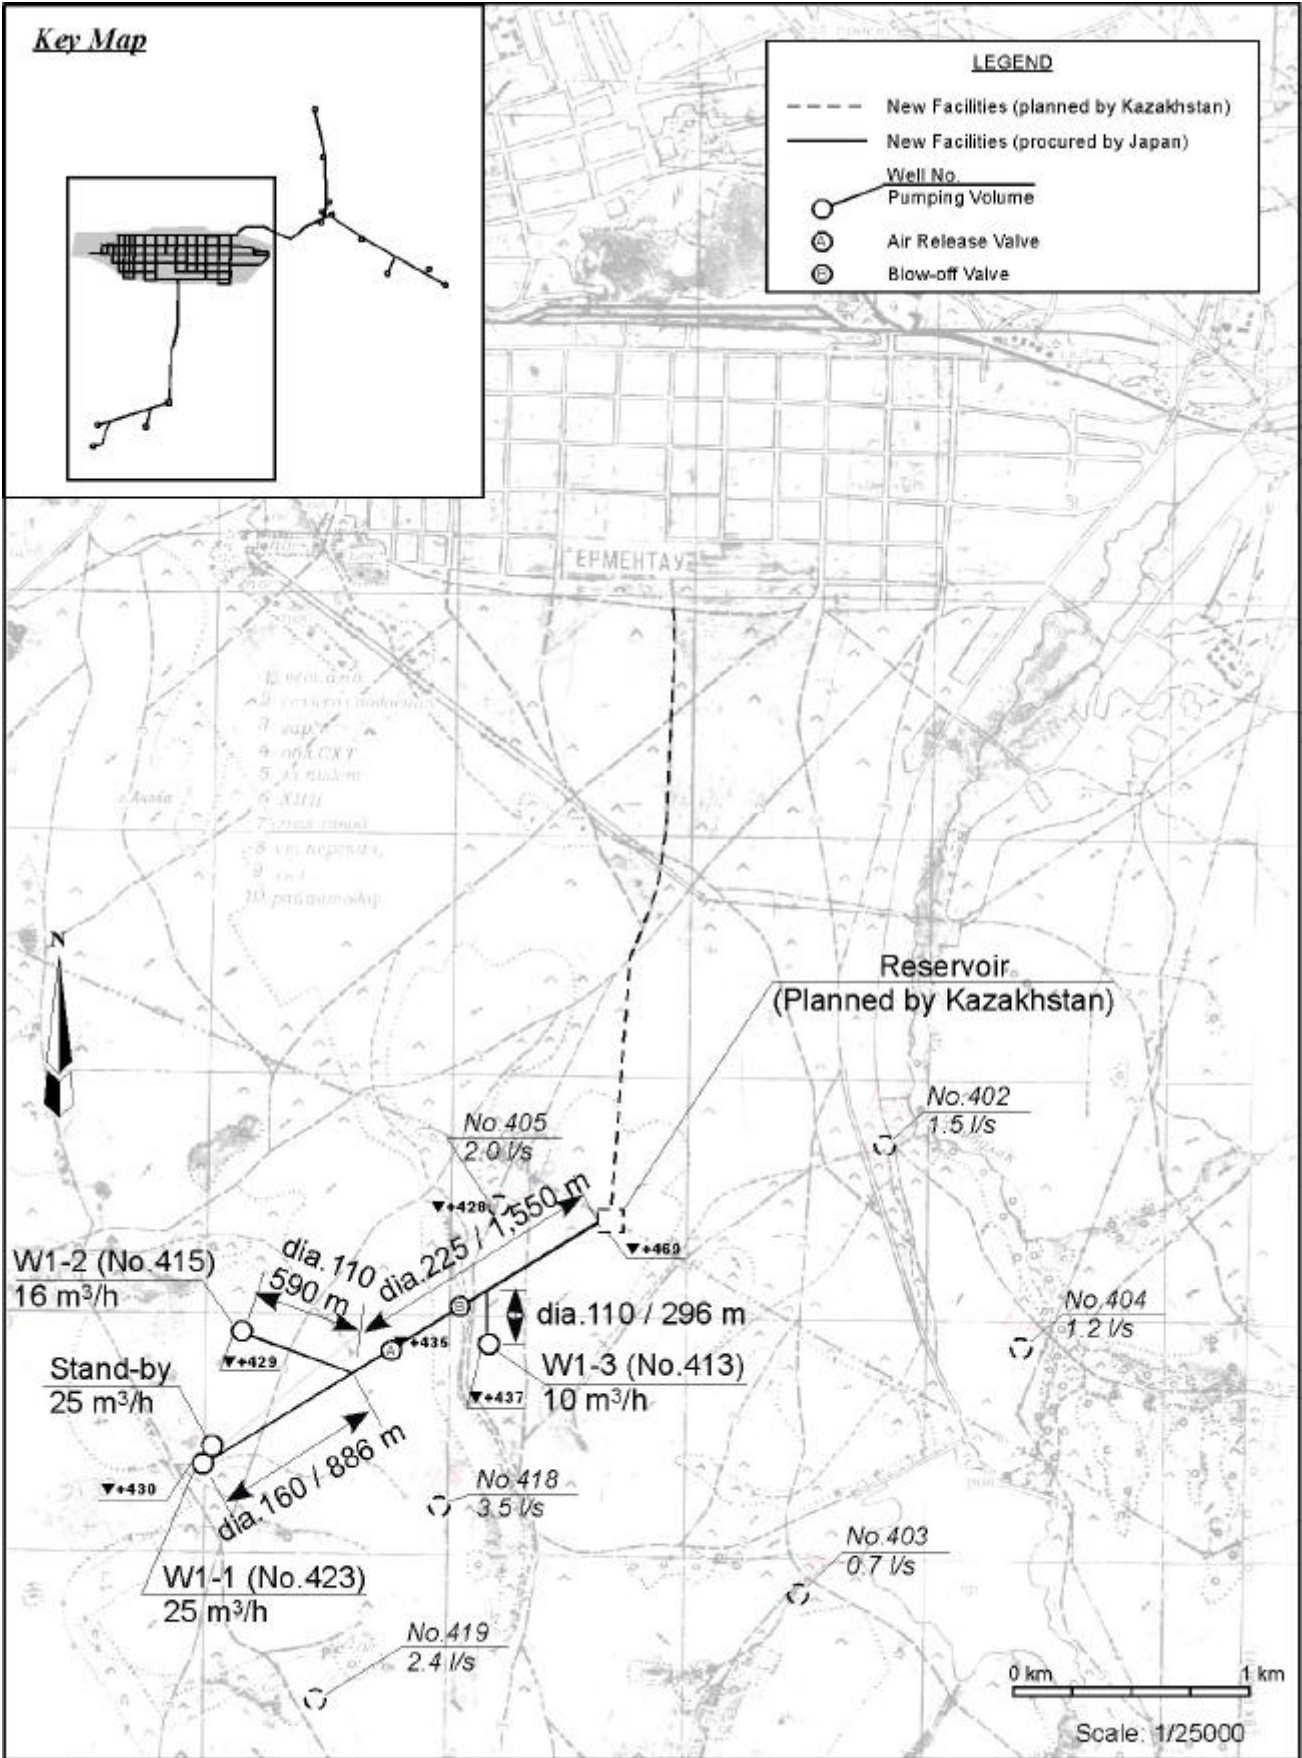 Key Map
LEGEND
New Facilities (planned by Kazakhstan)
New Facilities (procured by Japan)
Well No.
Pumping Volume
A Air Release Valve
B Blow-off Valve
ЕРМЕНТАУ
N
Reservoir
(Planned by Kazakhstan)
No.402
1.5 l/s
No.405
2.0 l/s
▼+428
▼+469
dia.225 / 1,550 m
dia.110
590 m
W1-2 (No.415)
16 m³/h
▼+429
A
▼+435
B
dia.110 / 296 m
No.404
1.2 l/s
W1-3 (No.413)
10 m³/h
▼+437
Stand-by
25 m³/h
dia.160 / 886 m
▼+430
No.418
3.5 l/s
No.403
0.7 l/s
W1-1 (No.423)
25 m³/h
No.419
2.4 l/s
0 km 1 km
Scale: 1/25000